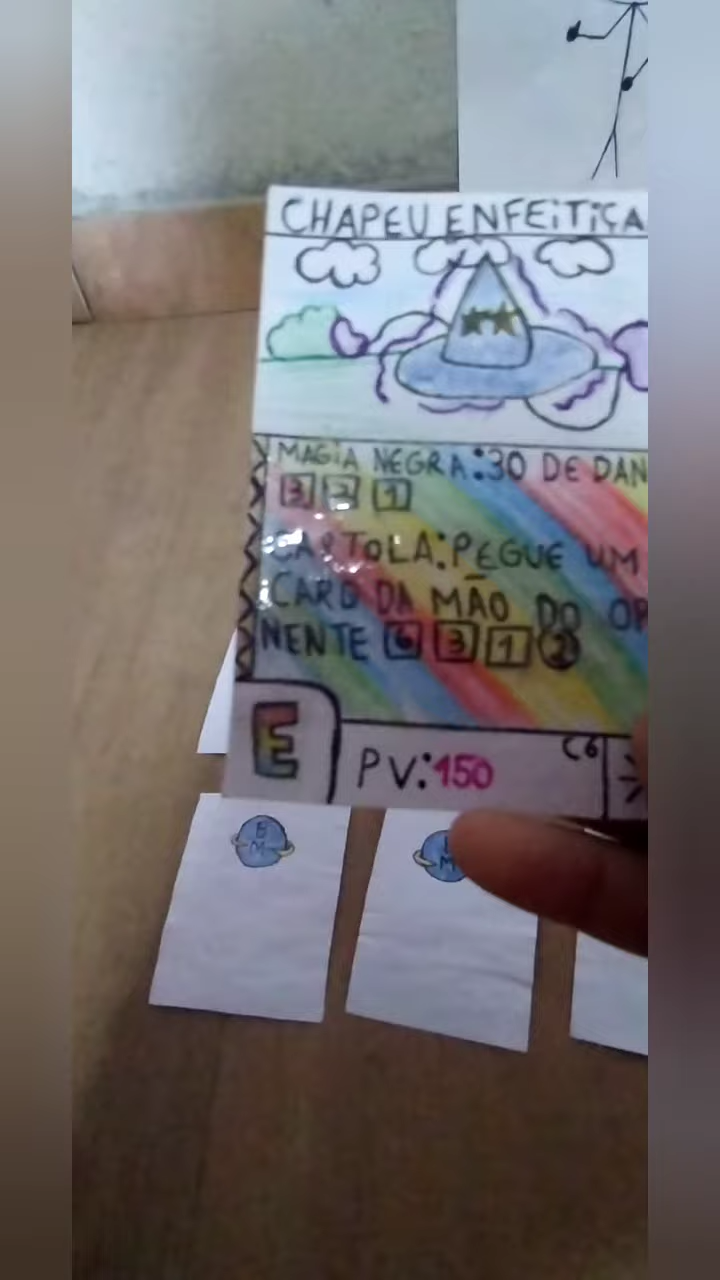 CHAPEU ENFEITIÇA
MAGIA NEGRA:30 DE DAN
3 2 1
CARTOLA:PEGUE UM
CARD DA MÃO DO OP
NENTE 6 3 1 2
E
PV:150
C6
B
M
M